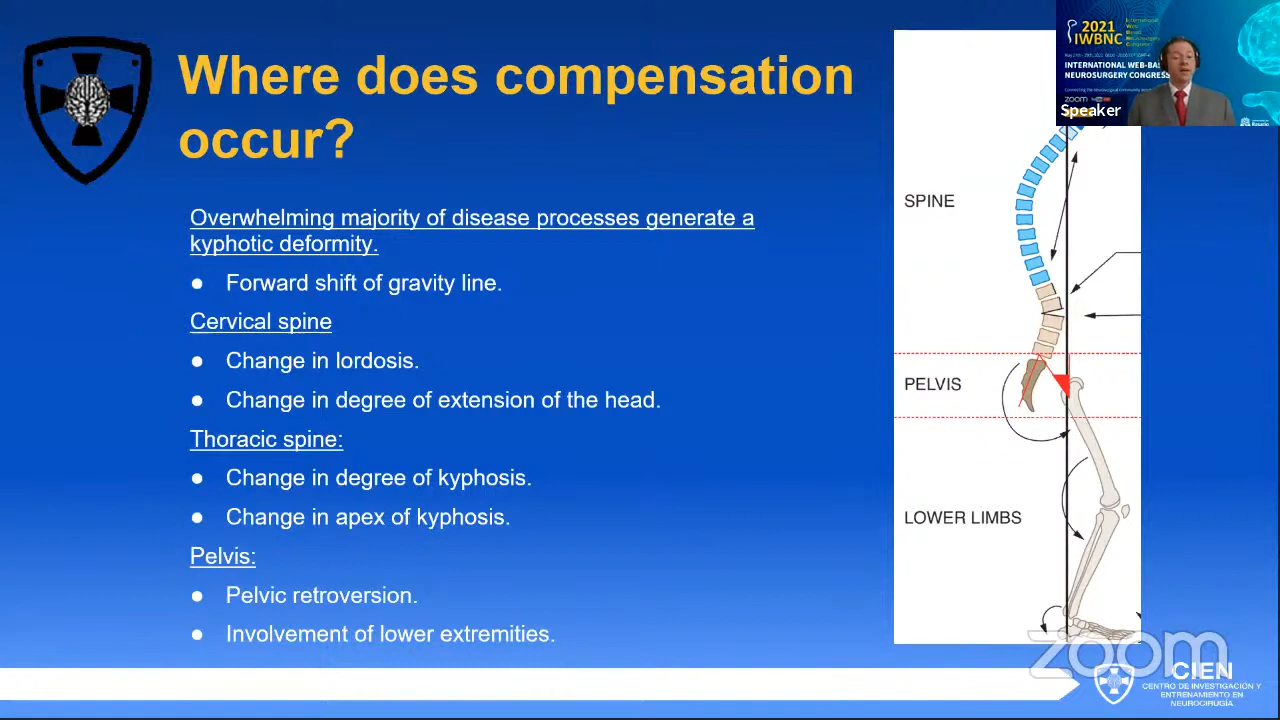 Where does compensation
occur?
Overwhelming majority of disease processes generate a
kyphotic deformity.
● Forward shift of gravity line.
Cervical spine
● Change in lordosis.
● Change in degree of extension of the head.
Thoracic spine:
● Change in degree of kyphosis.
● Change in apex of kyphosis.
Pelvis:
● Pelvic retroversion.
● Involvement of lower extremities.
SPINE
PELVIS
LOWER LIMBS
2021
IWBNC
INTERNATIONAL WEB-BAS
NEUROSURGERY CONGRESS
zoom
Speaker
zoom
CIEN
CENTRO DE INVESTIGACIÓN Y
ENTRENAMIENTO EN
NEUROCIRUGÍA